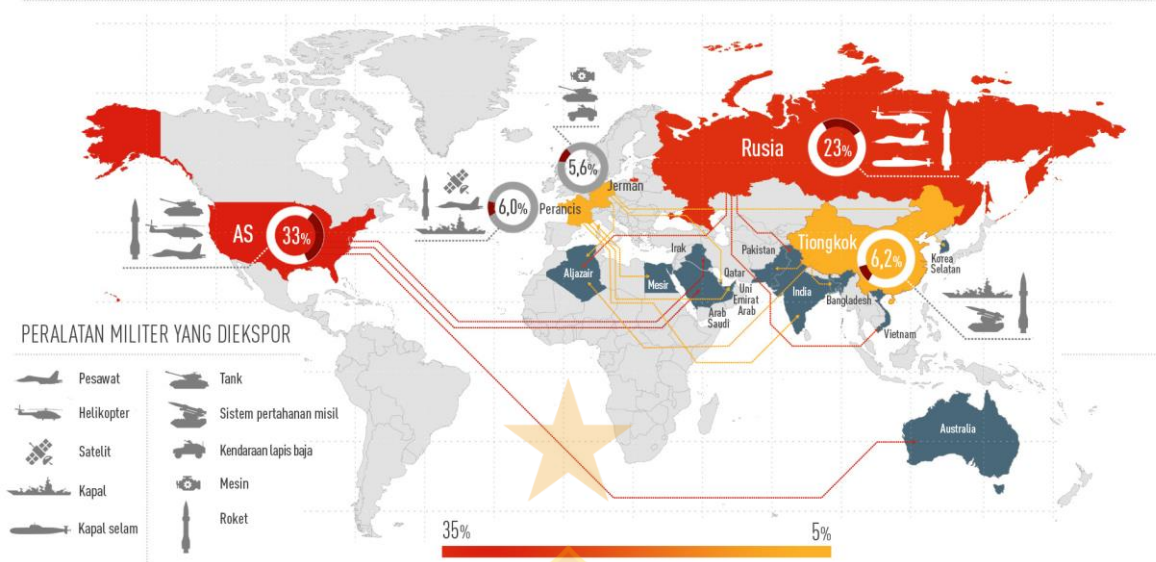 5,6%
Jerman
6,0%
Perancis
Rusia
23%
AS
33%
Tiongkok
6,2%
Irak
Pakistan
Korea
Selatan
Aljazair
Mesir
Qatar
Uni
Emirat
Arab
Arab
Saudi
India
Bangladesh
Vietnam
Australia
PERALATAN MILITER YANG DIEKSPOR
Pesawat
Helikopter
Satelit
Kapal
Kapal selam
Tank
Sistem pertahanan misil
Kendaraan lapis baja
Mesin
Roket
35%
5%